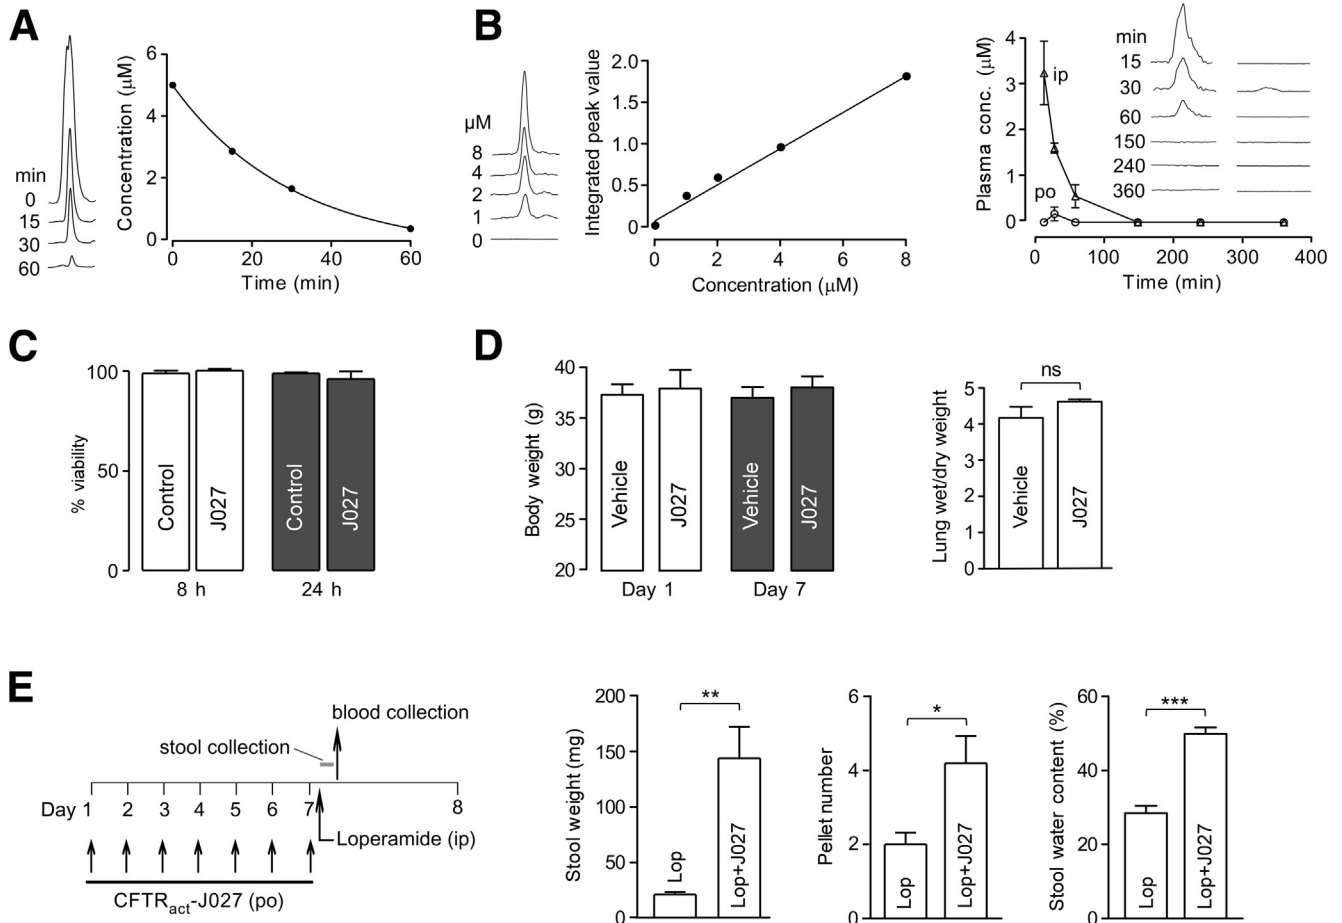 A
min
0
15
30
60
Concentration (μM)
6
4
2
0
0 20 40 60
Time (min)
B
μM
8
4
2
1
0
Integrated peak value
2.0
1.5
1.0
0.5
0
0 2 4 6 8
Concentration (μM)
Plasma conc. (μM)
4
3
2
1
0
ip
po
min
15
30
60
150
240
360
0 100 200 300 400
Time (min)
C
% viability
100
50
0
Control
J027
Control
J027
8 h 24 h
D
Body weight (g)
40
35
30
25
20
Vehicle
J027
Vehicle
J027
Day 1 Day 7
Lung wet/dry weight
5
4
3
2
1
0
ns
Vehicle
J027
E
blood collection
stool collection
Day 1 2 3 4 5 6 7 8
Loperamide (ip)
CFTRact-J027 (po)
Stool weight (mg)
200
150
100
50
0
**
Lop
Lop+J027
Pellet number
6
4
2
0
*
Lop
Lop+J027
Stool water content (%)
60
40
20
0
***
Lop
Lop+J027